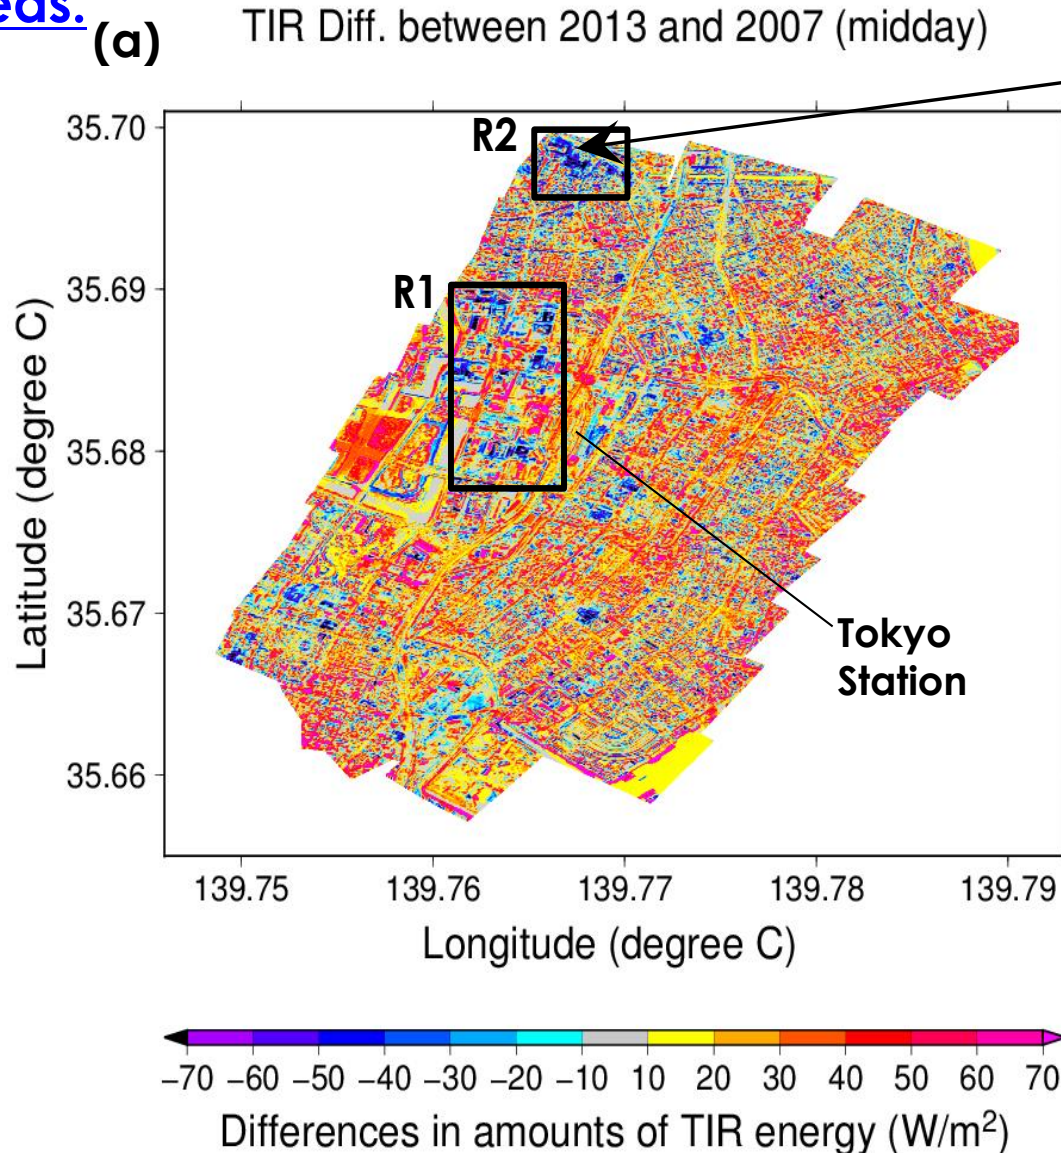 eas.
(a)
TIR Diff. between 2013 and 2007 (midday)
35.70
R2
35.69
R1
35.68
35.67
Tokyo
Station
35.66
Latitude (degree C)
139.75 139.76 139.77 139.78 139.79
Longitude (degree C)
−70 −60 −50 −40 −30 −20 −10 10 20 30 40 50 60 70
Differences in amounts of TIR energy (W/m²)